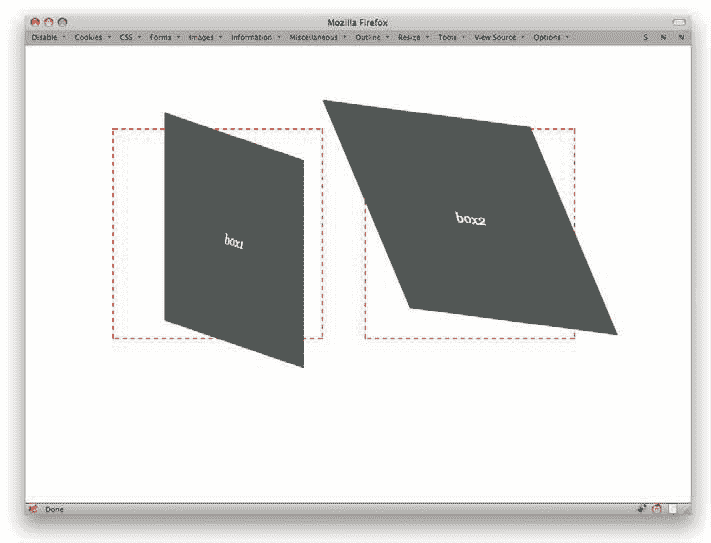 Mozilla Firefox
Disable Cookies CSS Forms Images Information Miscellaneous Outline Resize Tools View Source Options S N N
box1
box2
Done